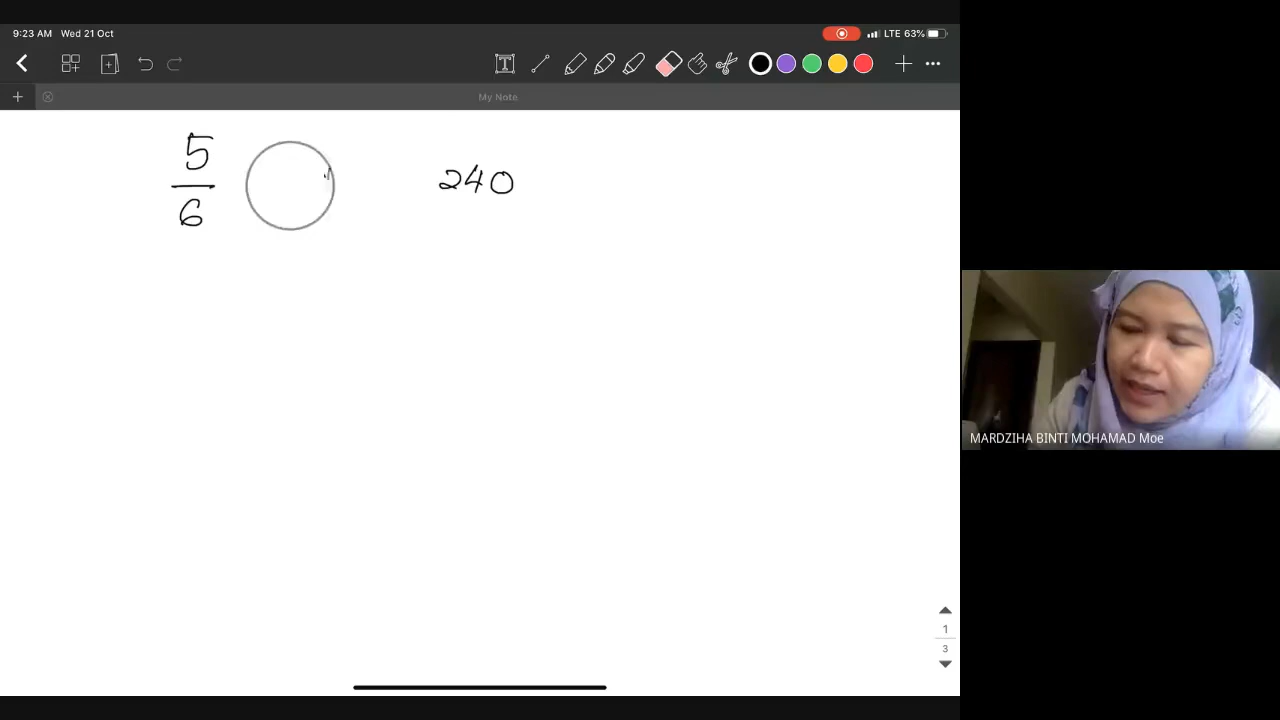 9:23 AM Wed 21 Oct
LTE 63%
T
My Note
5
6
240
MARDZIHA BINTI MOHAMAD Moe
1
3